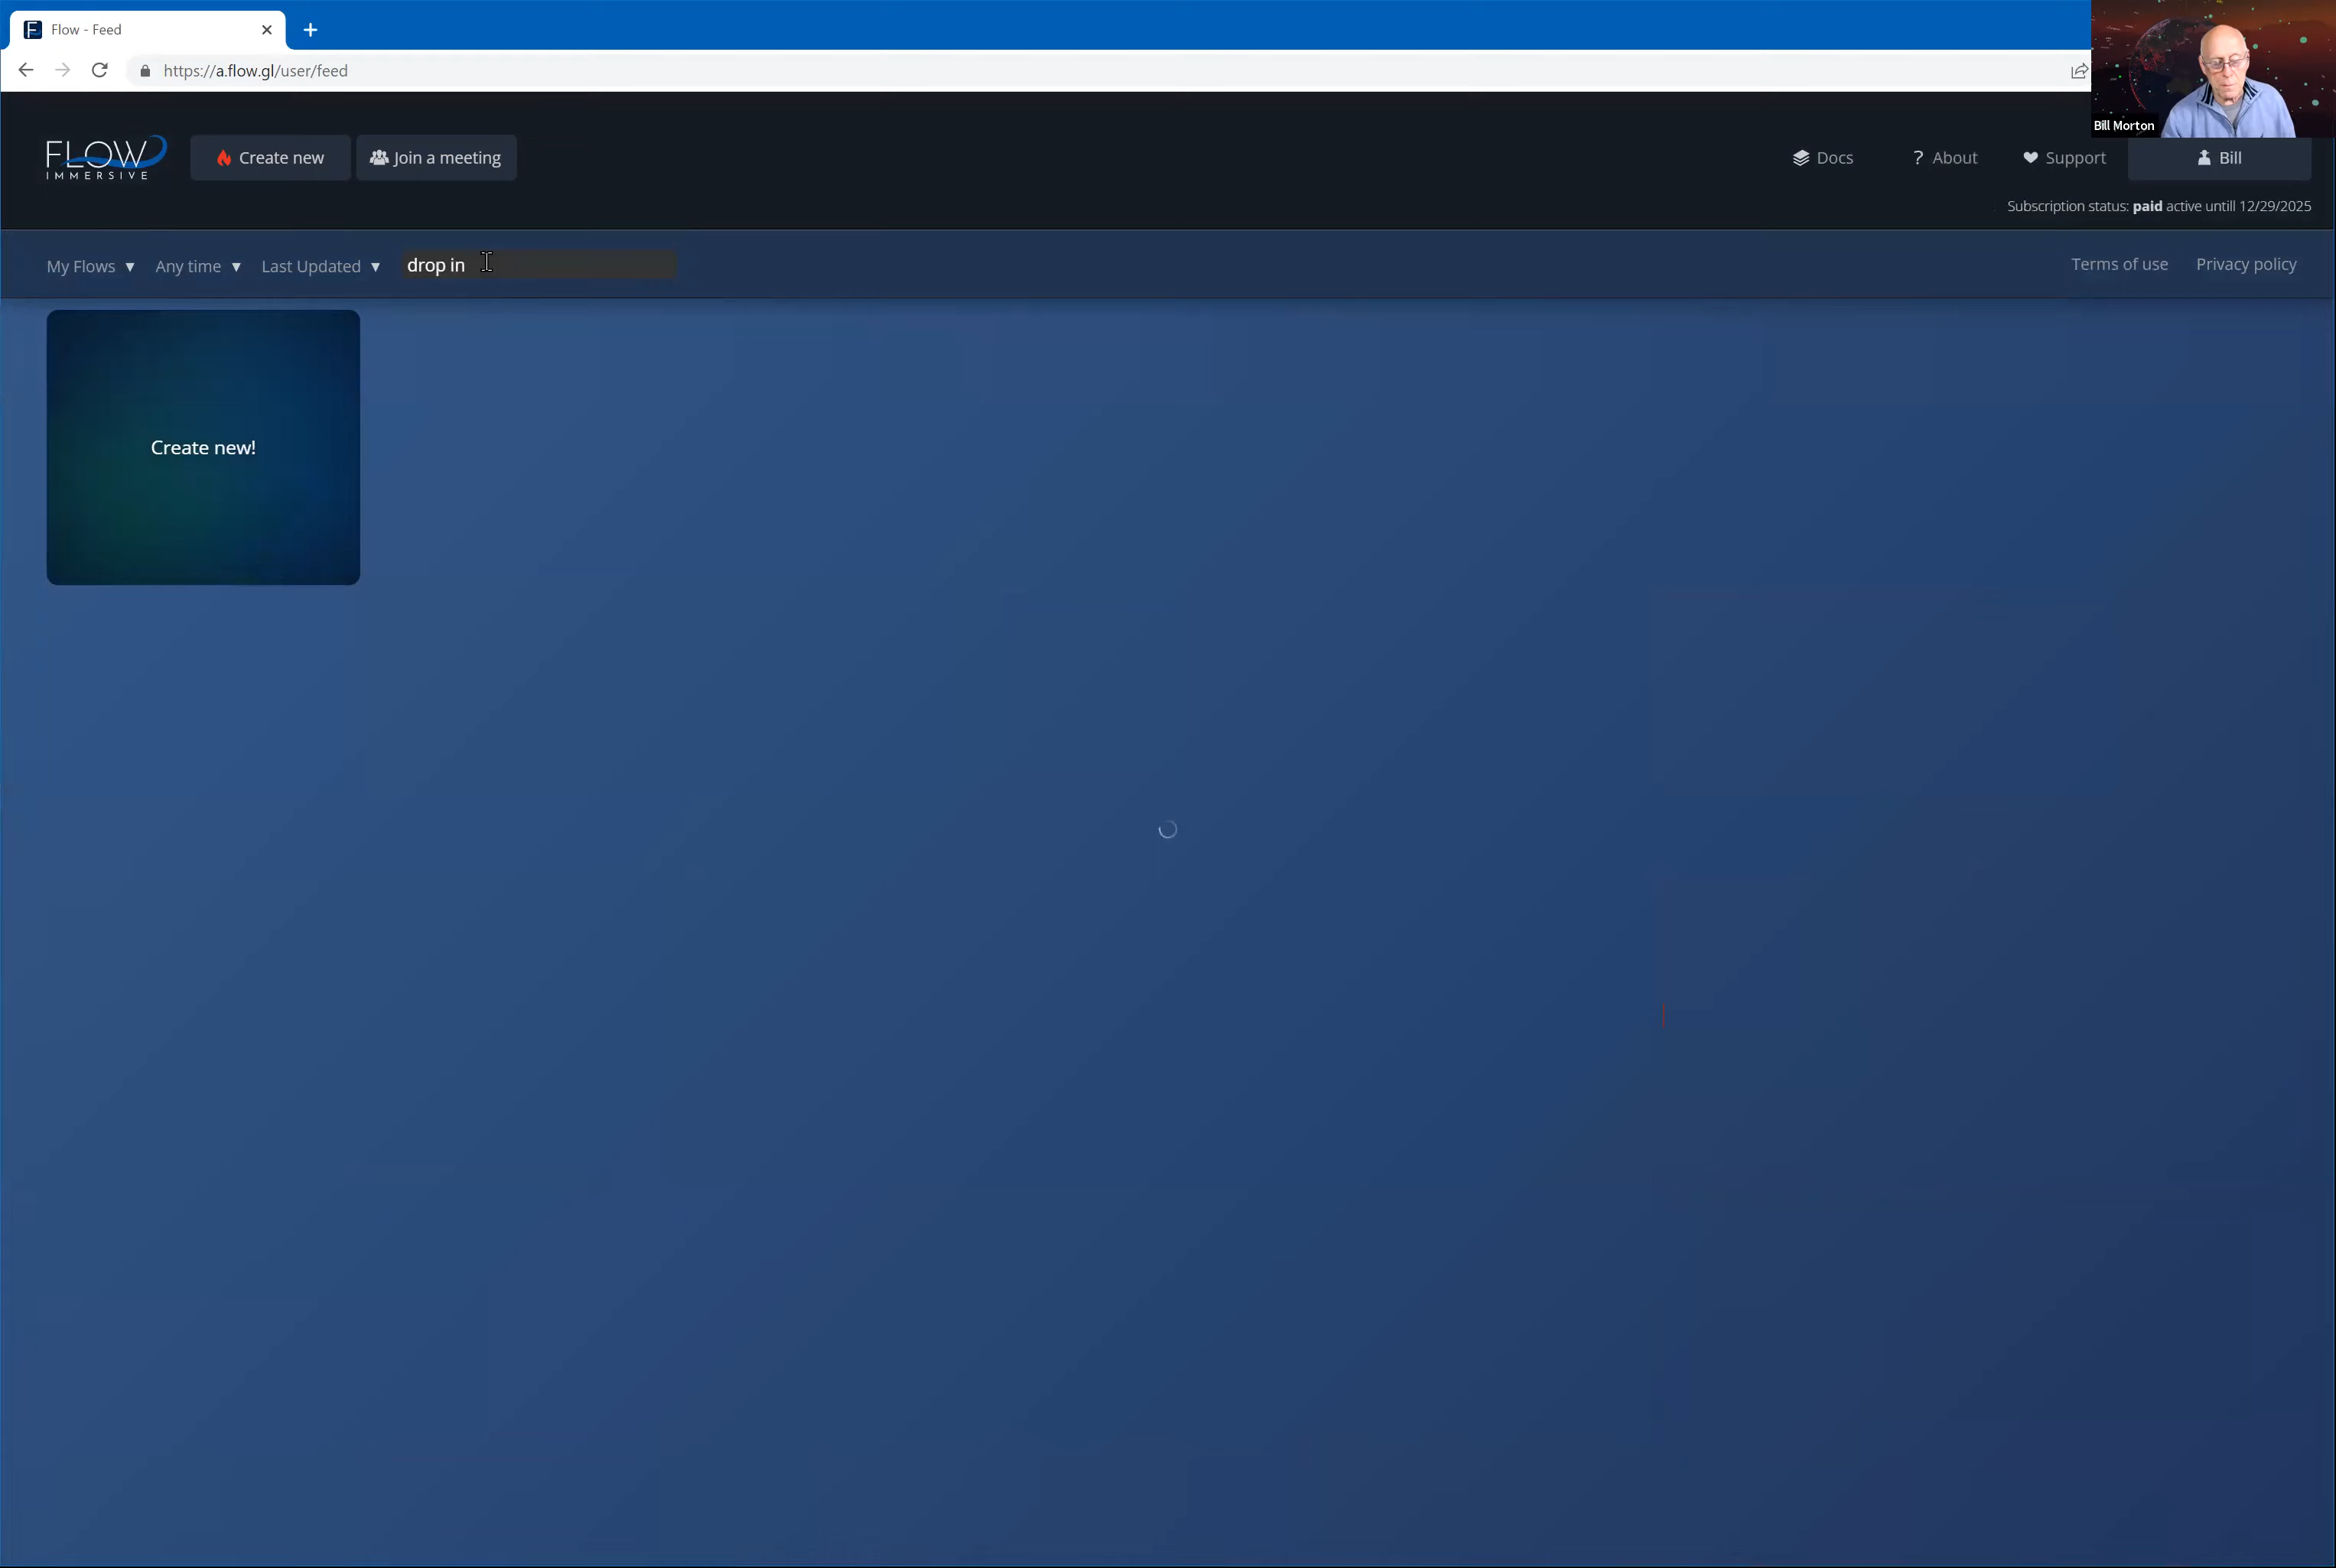 Flow - Feed
https://a.flow.gl/user/feed
Bill Morton
FLOW
IMMERSIVE
Create new
Join a meeting
Docs
? About
Support
Bill
Subscription status: paid active untill 12/29/2025
My Flows
Any time
Last Updated
drop in
Terms of use
Privacy policy
Create new!